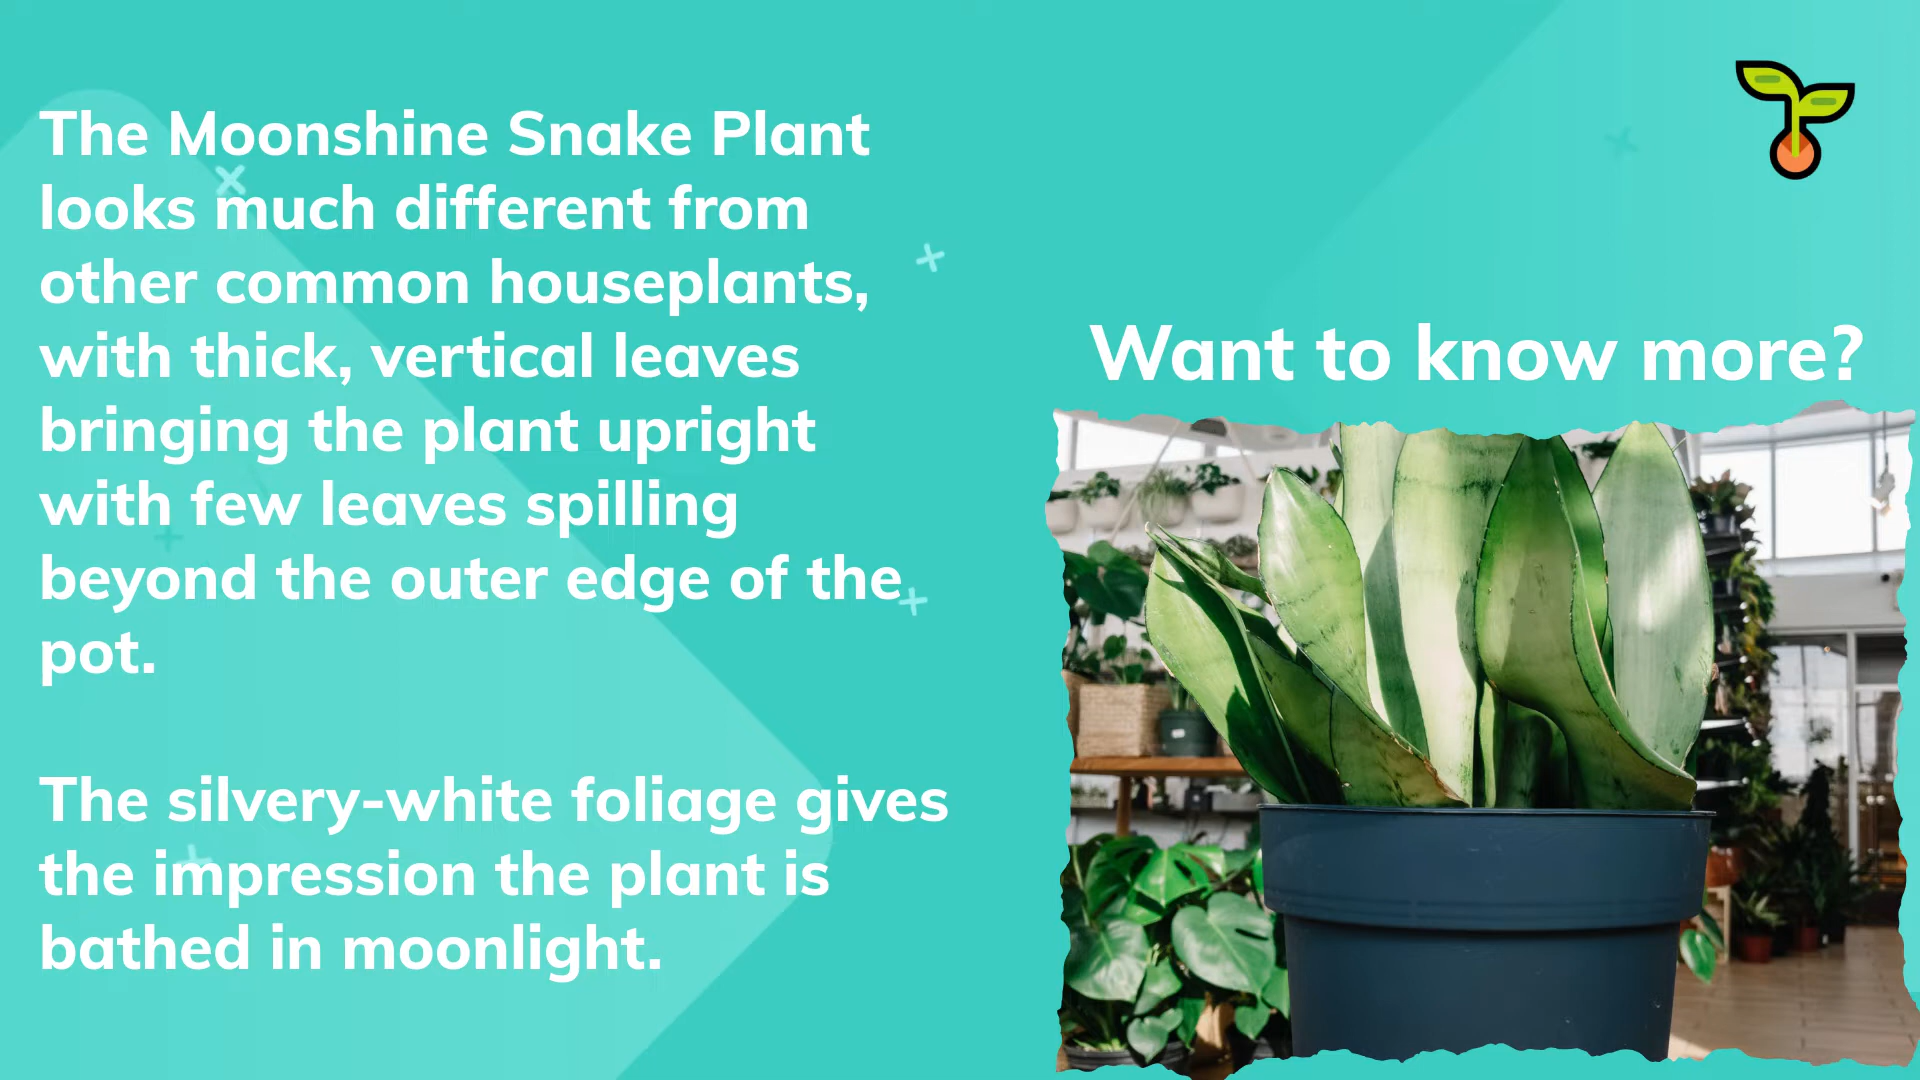 The Moonshine Snake Plant
looks much different from
other common houseplants,
with thick, vertical leaves
bringing the plant upright
with few leaves spilling
beyond the outer edge of the
pot.
The silvery-white foliage gives
the impression the plant is
bathed in moonlight.
Want to know more?